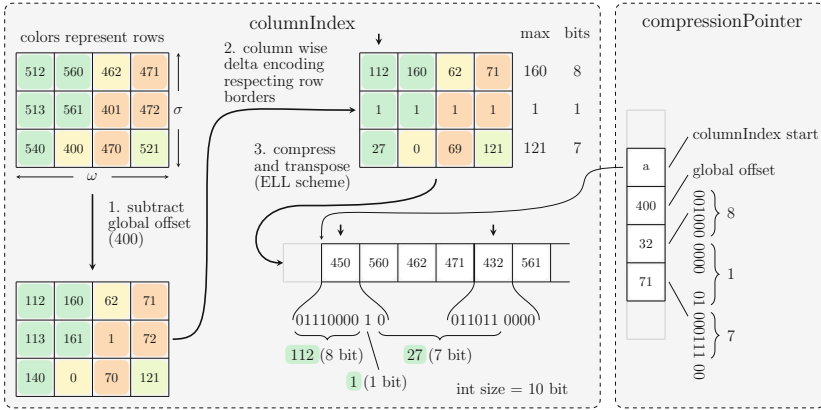 columnIndex
compressionPointer
colors represent rows
512 560 462 471
513 561 401 472
540 400 470 521
σ
ω
1. subtract
global offset
(400)
112 160 62 71
113 161 1 72
140 0 70 121
2. column wise
delta encoding
respecting row
borders
max bits
112 160 62 71 160 8
1 1 1 1 1 1
27 0 69 121 121 7
3. compress
and transpose
(ELL scheme)
450 560 462 471 432 561
01110000 1 0
011011 0000
112 (8 bit)
27 (7 bit)
1 (1 bit)
int size = 10 bit
a
400
32
71
columnIndex start
global offset
0010000 0000
01 000111 00
8
1
7